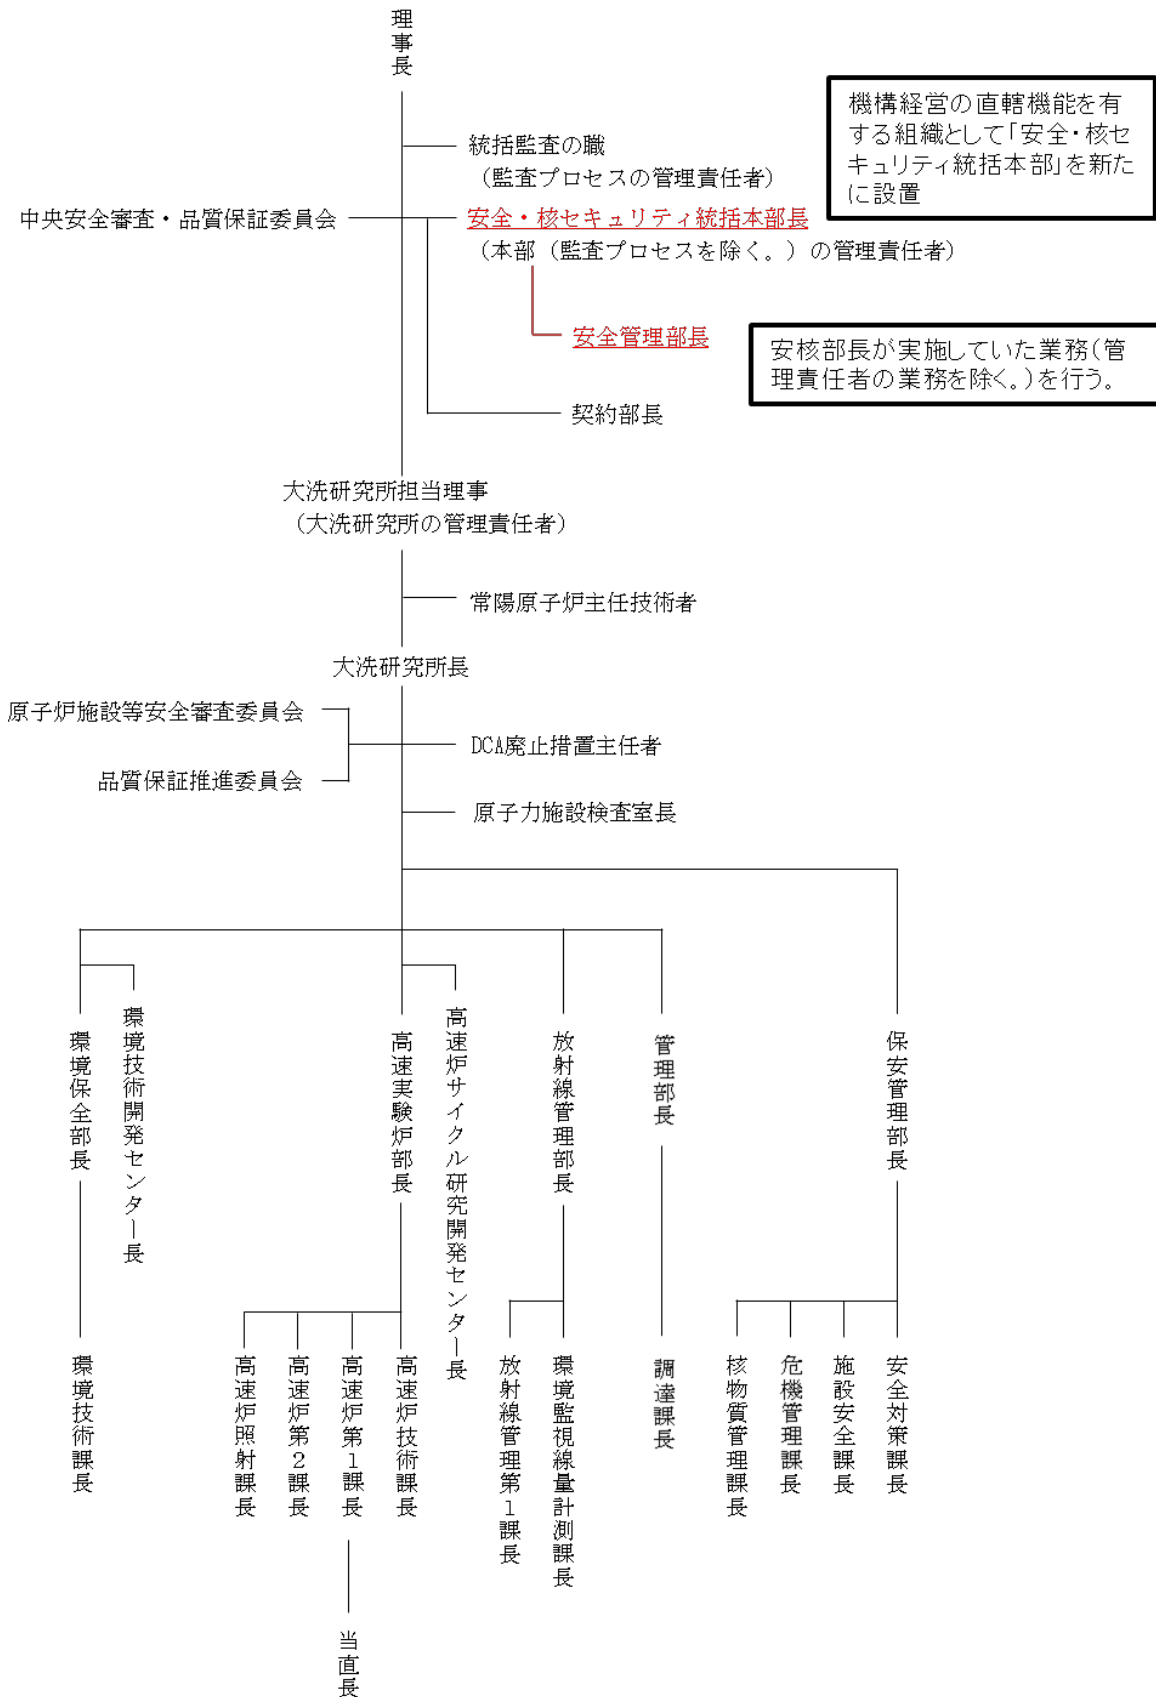 理事長
統括監査の職
（監査プロセスの管理責任者）
機構経営の直轄機能を有
する組織として「安全・核セ
キュリティ統括本部」を新た
に設置
中央安全審査・品質保証委員会
安全・核セキュリティ統括本部長
（本部（監査プロセスを除く。）の管理責任者）
安全管理部長
安核部長が実施していた業務（管
理責任者の業務を除く。）を行う。
契約部長
大洗研究所担当理事
（大洗研究所の管理責任者）
常陽原子炉主任技術者
大洗研究所長
原子炉施設等安全審査委員会
DCA廃止措置主任者
品質保証推進委員会
原子力施設検査室長
環境保全部長
環境技術開発センター長
高速実験炉部長
高速炉サイクル研究開発センター長
放射線管理部長
管理部長
保安管理部長
環境技術課長
高速炉照射課長
高速炉第２課長
高速炉第１課長
高速炉技術課長
放射線管理第１課長
環境監視線量計測課長
調達課長
核物質管理課長
危機管理課長
施設安全課長
安全対策課長
当直長